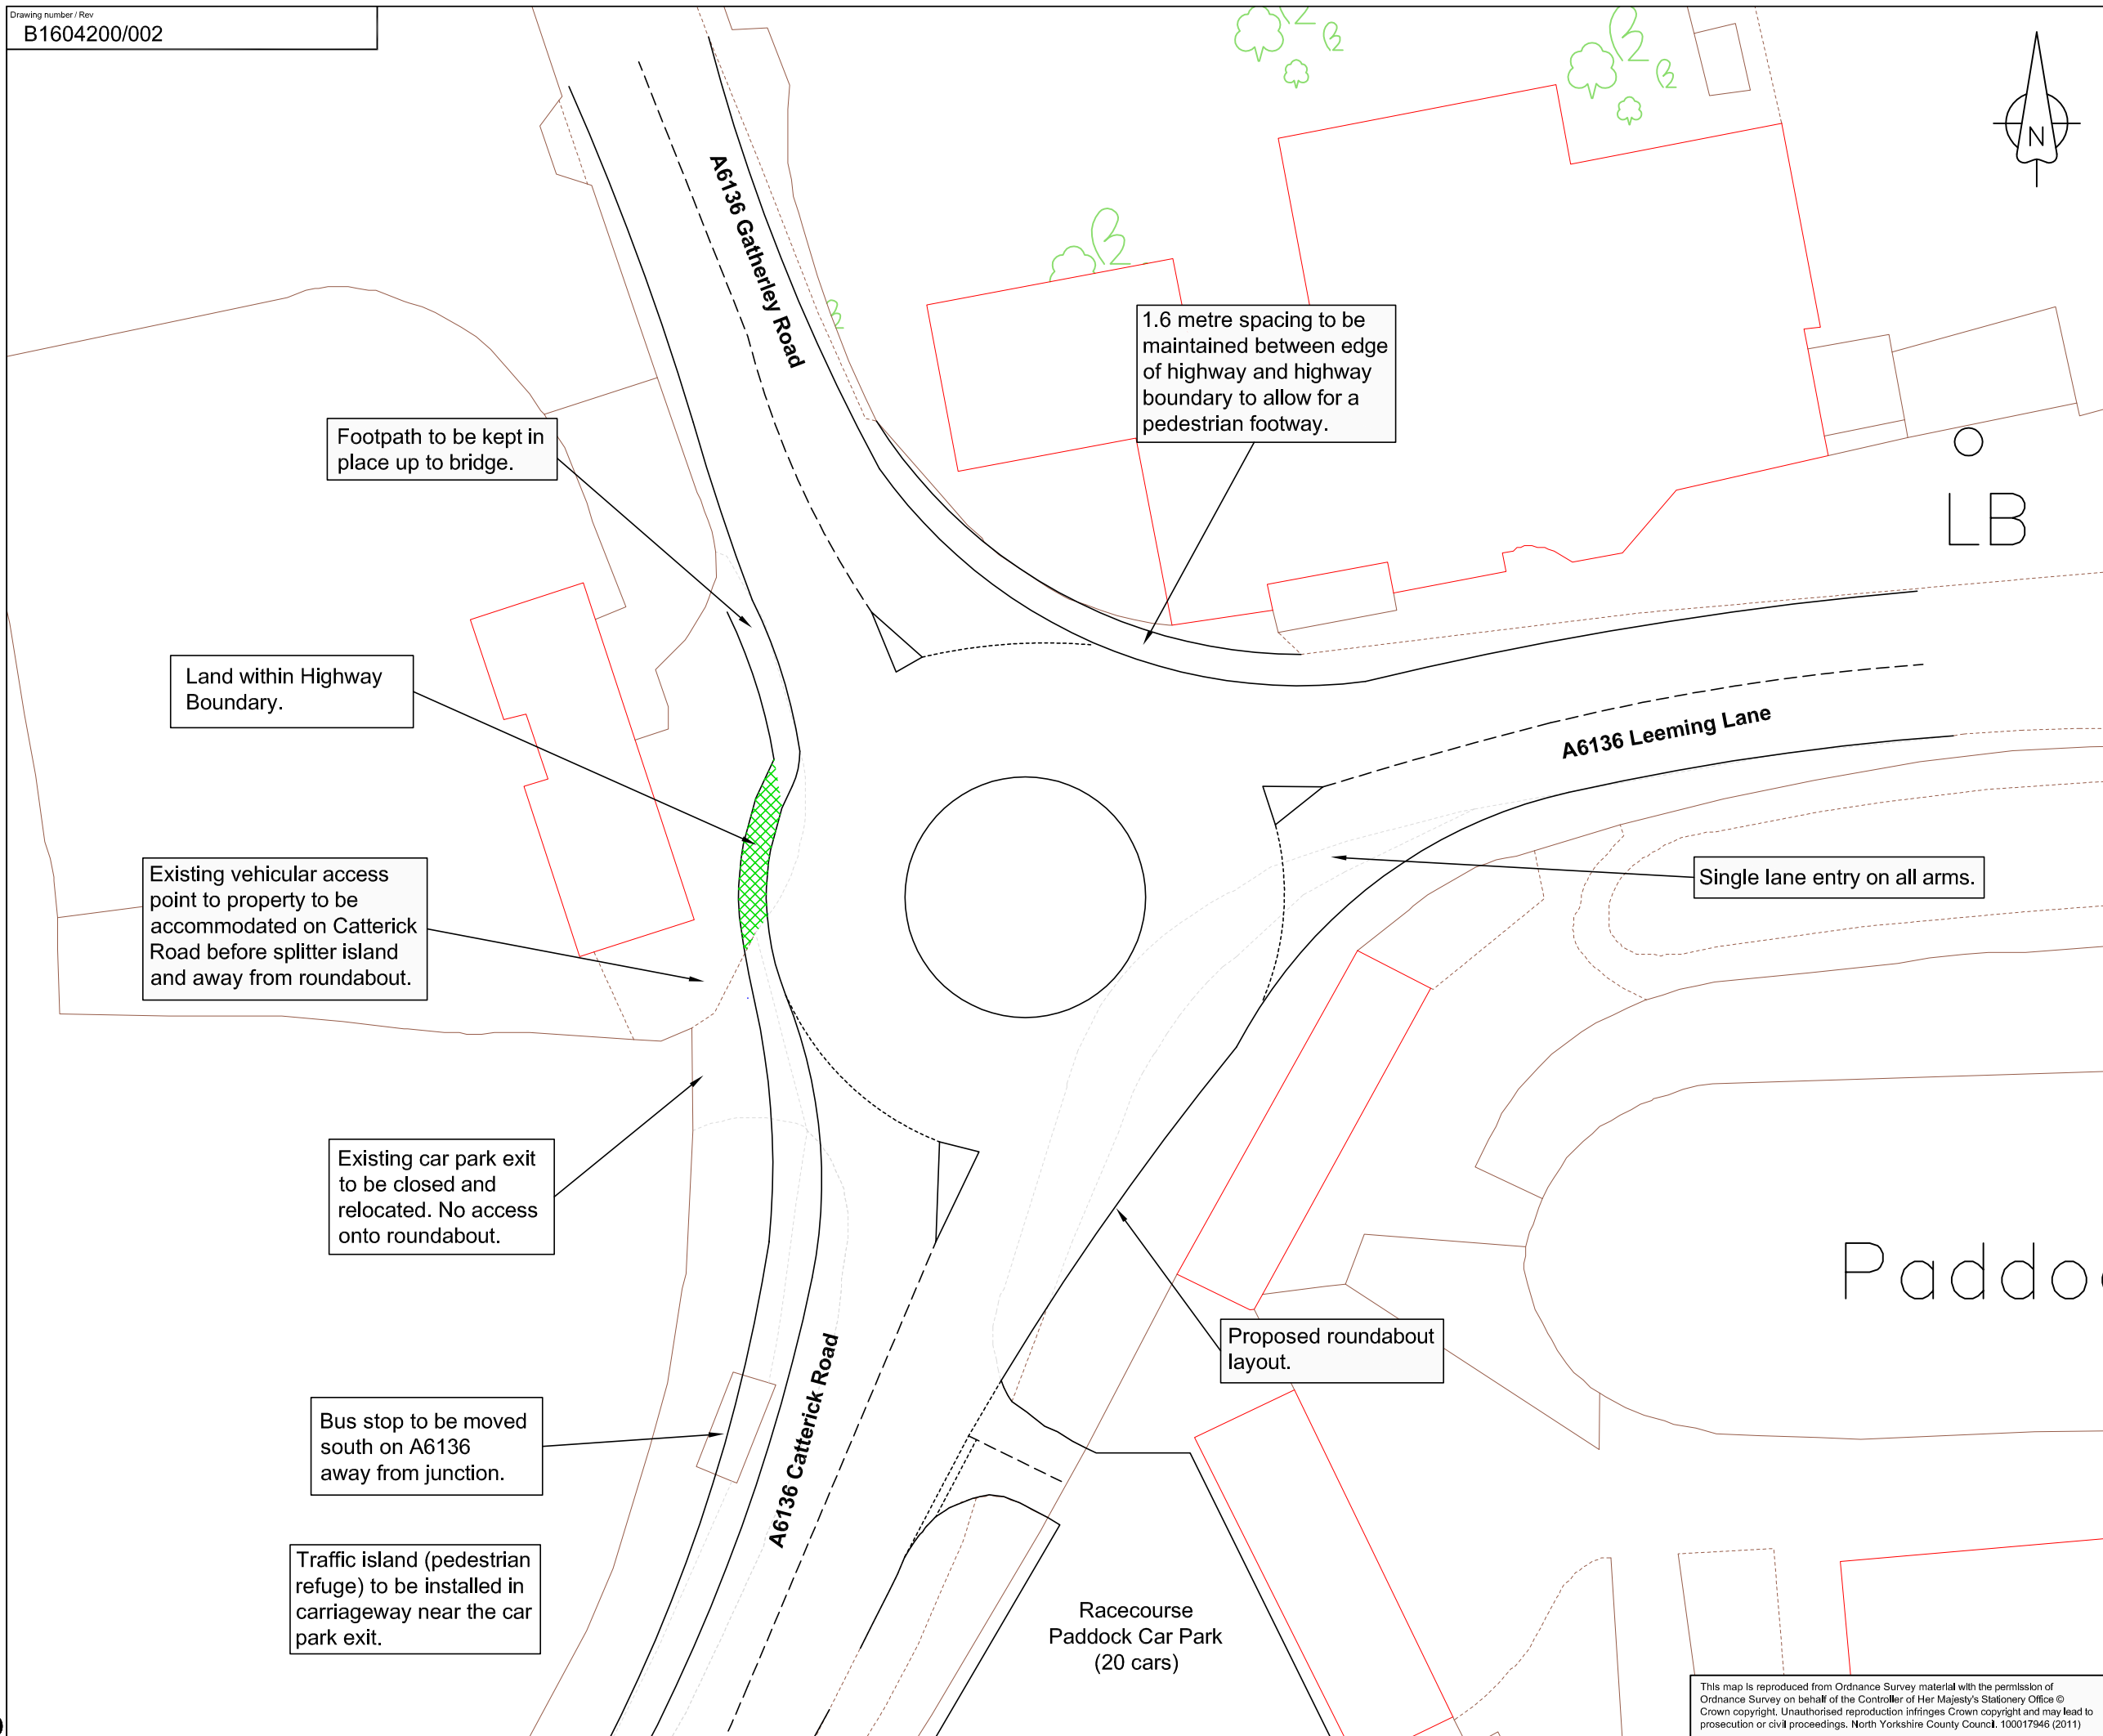 Drawing number / Rev
B1604200/002
N
A6136 Gatherley Road
1.6 metre spacing to be
maintained between edge
of highway and highway
boundary to allow for a
pedestrian footway.
Footpath to be kept in
place up to bridge.
LB
Land within Highway
Boundary.
A6136 Leeming Lane
Existing vehicular access
point to property to be
accommodated on Catterick
Road before splitter island
and away from roundabout.
Single lane entry on all arms.
Existing car park exit
to be closed and
relocated. No access
onto roundabout.
Proposed roundabout
layout.
A6136 Catterick Road
Bus stop to be moved
south on A6136
away from junction.
Traffic island (pedestrian
refuge) to be installed in
carriageway near the car
park exit.
Racecourse
Paddock Car Park
(20 cars)
This map is reproduced from Ordnance Survey material with the permission of
Ordnance Survey on behalf of the Controller of Her Majesty's Stationery Office ©
Crown copyright. Unauthorised reproduction infringes Crown copyright and may lead to
prosecution or civil proceedings. North Yorkshire County Council. 100017946 (2011)